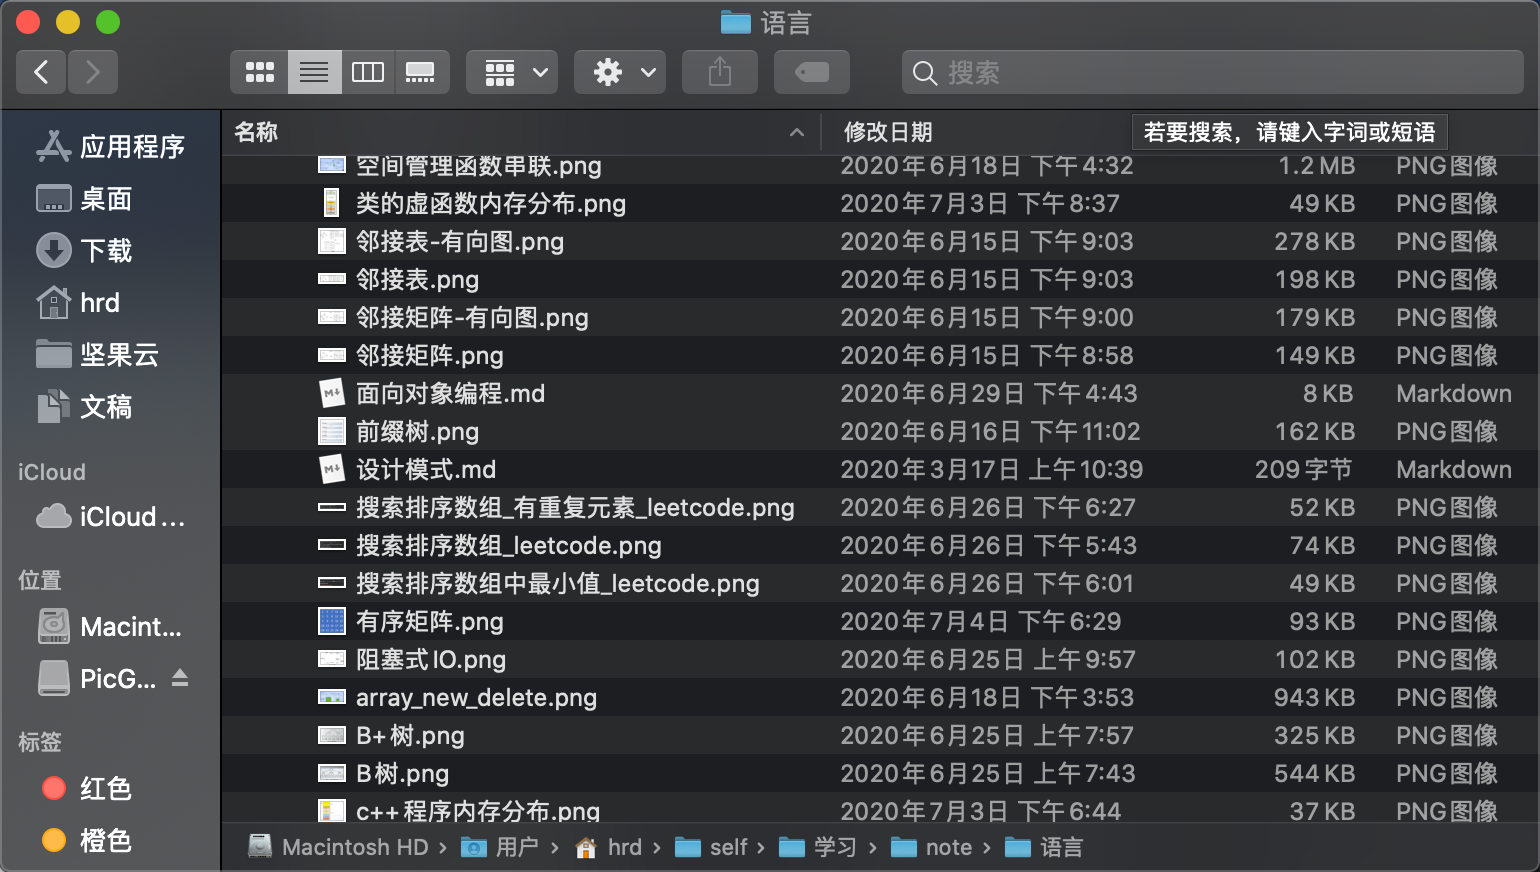 语言
搜索
应用程序
桌面
下载
hrd
坚果云
文稿
iCloud
iCloud...
位置
Macint...
PicG...
标签
红色
橙色
名称 修改日期 若要搜索，请键入字词或短语
空间管理函数串联.png 2020年6月18日 下午4:32 1.2 MB PNG图像
类的虚函数内存分布.png 2020年7月3日 下午8:37 49 KB PNG图像
邻接表-有向图.png 2020年6月15日 下午9:03 278 KB PNG图像
邻接表.png 2020年6月15日 下午9:03 198 KB PNG图像
邻接矩阵-有向图.png 2020年6月15日 下午9:00 179 KB PNG图像
邻接矩阵.png 2020年6月15日 下午8:58 149 KB PNG图像
面向对象编程.md 2020年6月29日 下午4:43 8 KB Markdown
前缀树.png 2020年6月16日 下午11:02 162 KB PNG图像
设计模式.md 2020年3月17日 上午10:39 209 字节 Markdown
搜索排序数组_有重复元素_leetcode.png 2020年6月26日 下午6:27 52 KB PNG图像
搜索排序数组_leetcode.png 2020年6月26日 下午5:43 74 KB PNG图像
搜索排序数组中最小值_leetcode.png 2020年6月26日 下午6:01 49 KB PNG图像
有序矩阵.png 2020年7月4日 下午6:29 93 KB PNG图像
阻塞式IO.png 2020年6月25日 上午9:57 102 KB PNG图像
array_new_delete.png 2020年6月18日 下午3:53 943 KB PNG图像
B+树.png 2020年6月25日 上午7:57 325 KB PNG图像
B树.png 2020年6月25日 上午7:43 544 KB PNG图像
c++程序内存分布.png 2020年7月3日 下午6:44 37 KB PNG图像
Macintosh HD › 用户 › hrd › self › 学习 › note › 语言